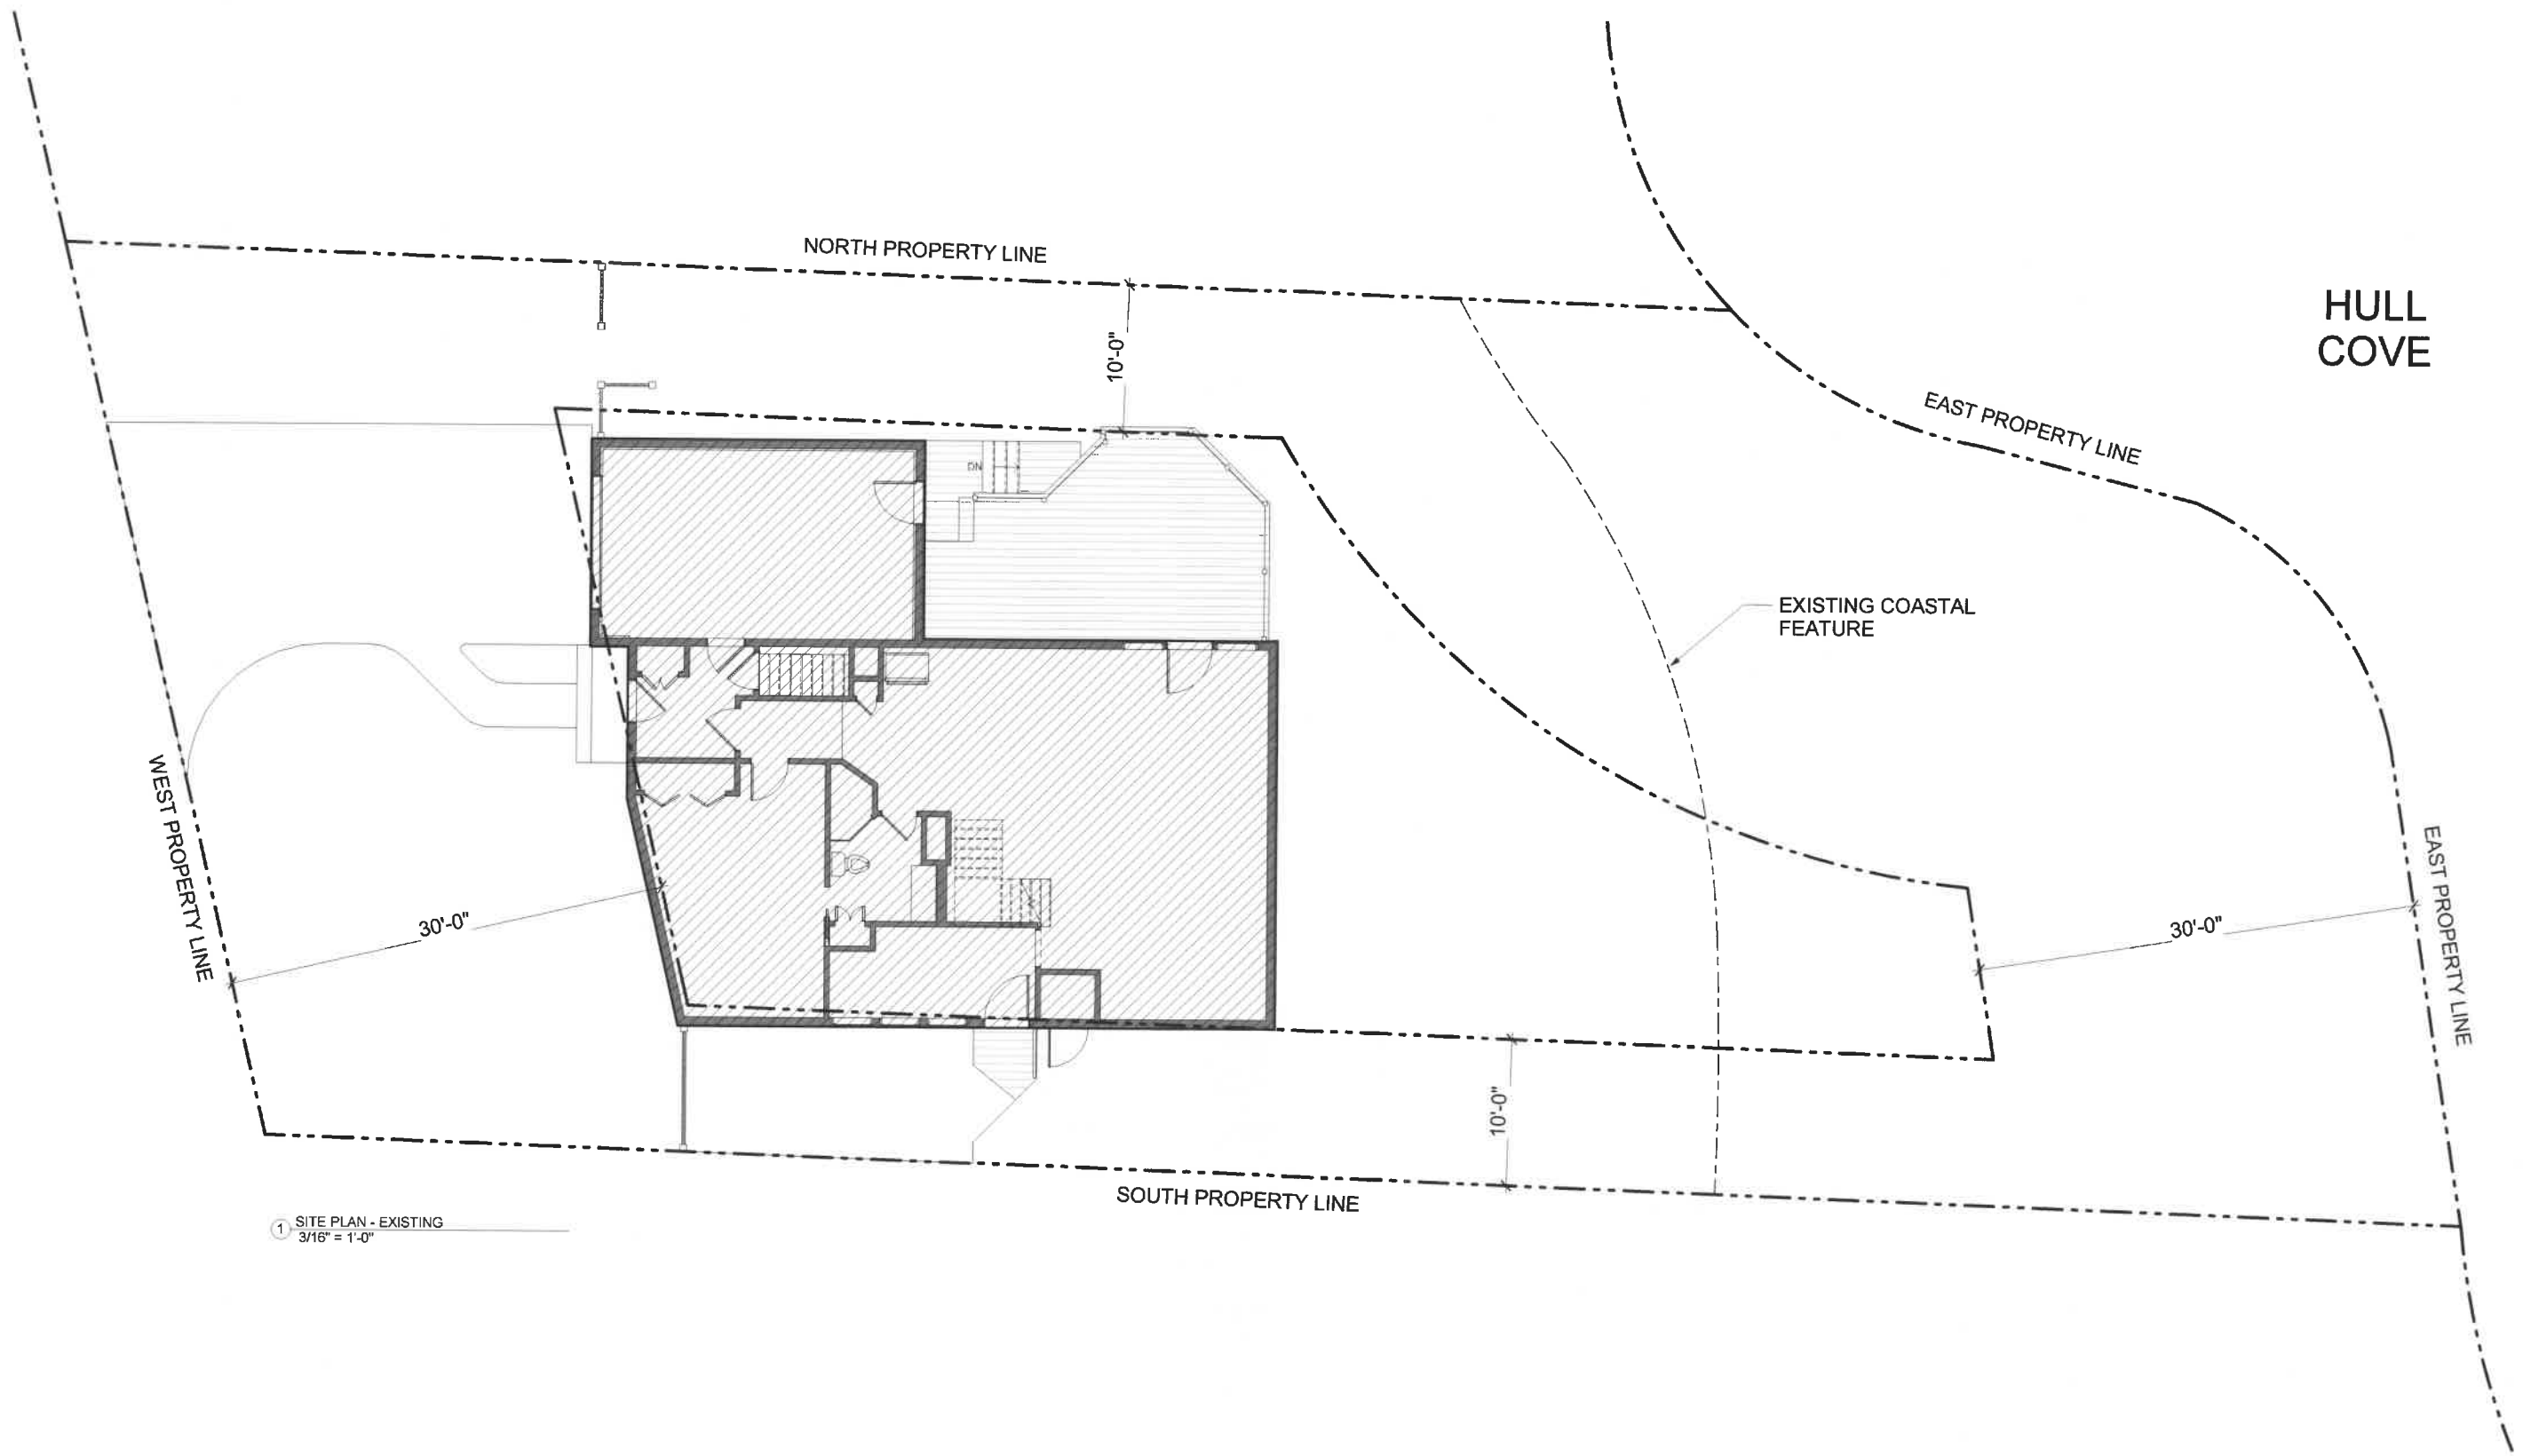 NORTH PROPERTY LINE
HULL
COVE
10'-0"
EAST PROPERTY LINE
DN
EXISTING COASTAL
FEATURE
WEST PROPERTY LINE
30'-0"
30'-0"
EAST PROPERTY LINE
10'-0"
SOUTH PROPERTY LINE
1 SITE PLAN - EXISTING
3/16" = 1'-0"